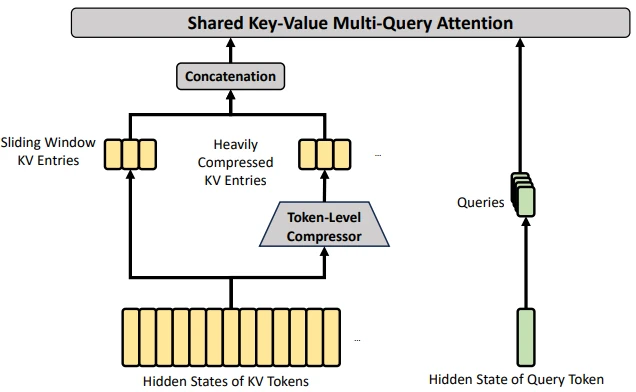 Shared Key-Value Multi-Query Attention
Concatenation
Sliding Window
KV Entries
Heavily
Compressed
KV Entries
...
Token-Level
Compressor
Queries
...
Hidden States of KV Tokens
Hidden State of Query Token